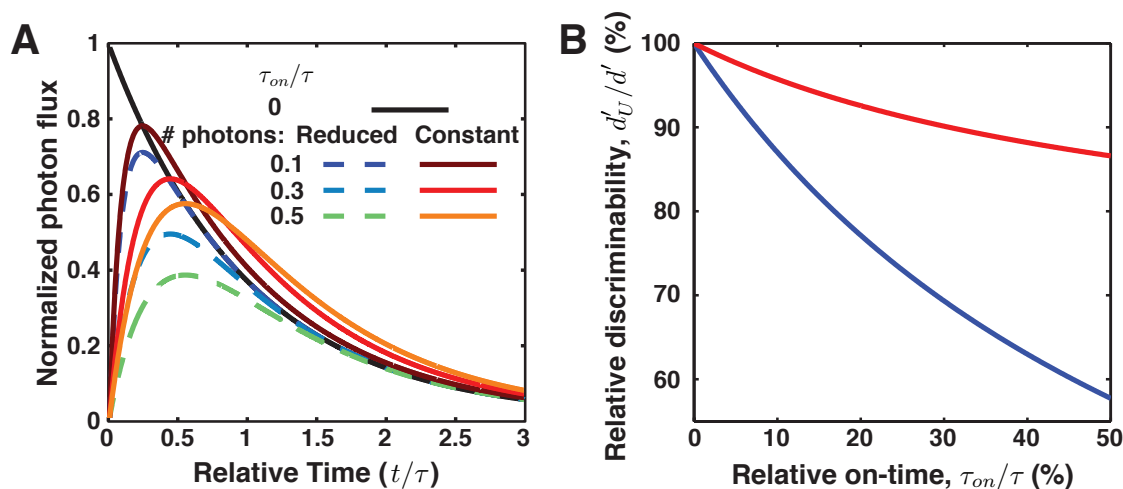 A
Normalized photon flux
1
0.8
0.6
0.4
0.2
0
τon/τ
0
# photons: Reduced Constant
0.1
0.3
0.5
0 0.5 1 1.5 2 2.5 3
Relative Time (t/τ)
B
Relative discriminability, d′U/d′ (%)
100
90
80
70
60
0 10 20 30 40 50
Relative on-time, τon/τ (%)